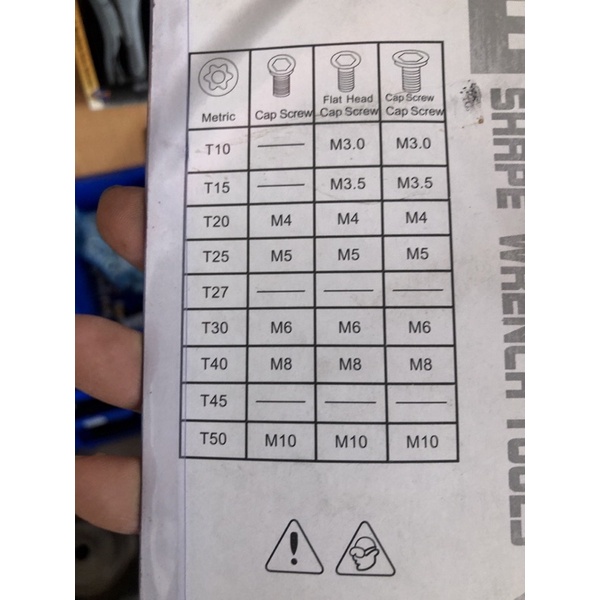 Metric Cap Screw Flat Head Cap Screw Cap Screw Cap Screw
T10 — M3.0 M3.0
T15 — M3.5 M3.5
T20 M4 M4 M4
T25 M5 M5 M5
T27 — — —
T30 M6 M6 M6
T40 M8 M8 M8
T45 — — —
T50 M10 M10 M10
SHAPE WRENCH TOOLS